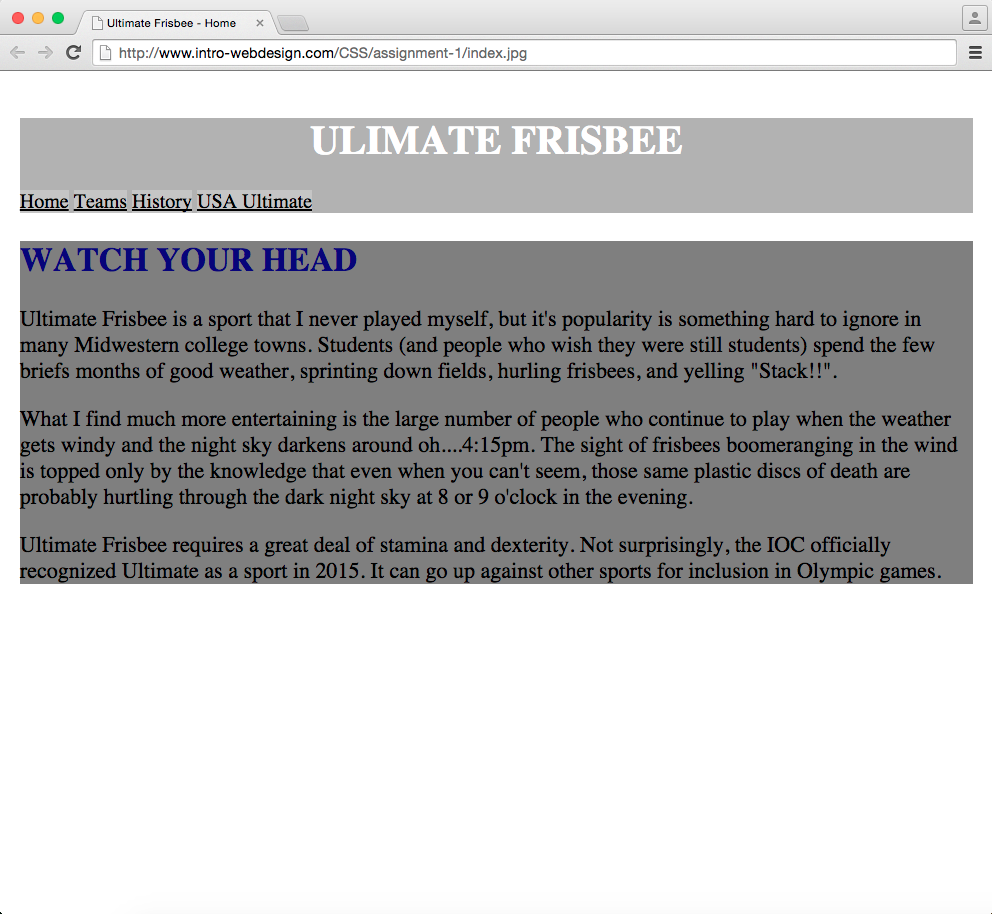 Ultimate Frisbee - Home
http://www.intro-webdesign.com/CSS/assignment-1/index.jpg
ULIMATE FRISBEE
Home Teams History USA Ultimate
WATCH YOUR HEAD
Ultimate Frisbee is a sport that I never played myself, but it's popularity is something hard to ignore in
many Midwestern college towns. Students (and people who wish they were still students) spend the few
briefs months of good weather, sprinting down fields, hurling frisbees, and yelling "Stack!!".
What I find much more entertaining is the large number of people who continue to play when the weather
gets windy and the night sky darkens around oh....4:15pm. The sight of frisbees boomeranging in the wind
is topped only by the knowledge that even when you can't seem, those same plastic discs of death are
probably hurtling through the dark night sky at 8 or 9 o'clock in the evening.
Ultimate Frisbee requires a great deal of stamina and dexterity. Not surprisingly, the IOC officially
recognized Ultimate as a sport in 2015. It can go up against other sports for inclusion in Olympic games.